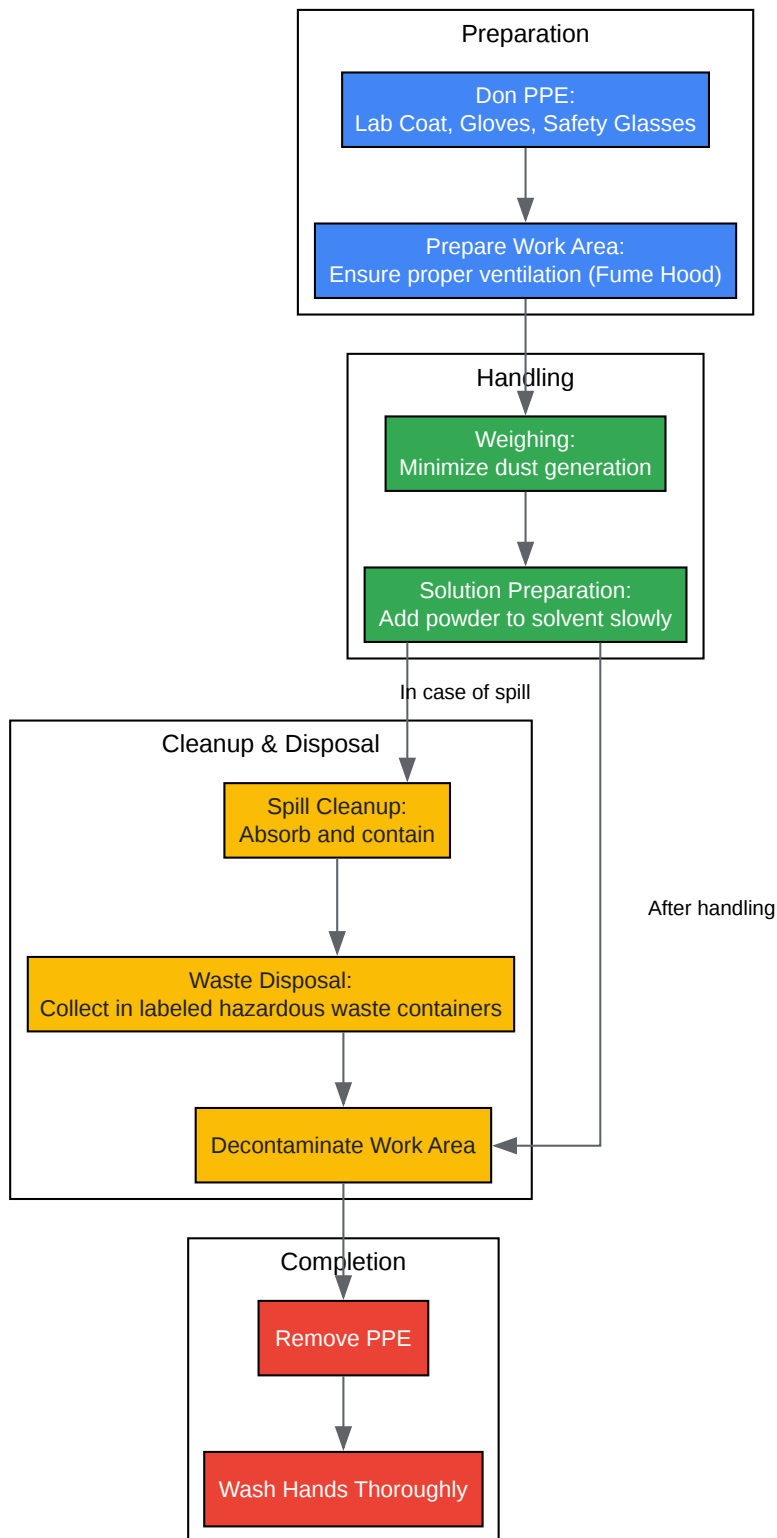 Preparation
Don PPE:
Lab Coat, Gloves, Safety Glasses
Prepare Work Area:
Ensure proper ventilation (Fume Hood)
Handling
Weighing:
Minimize dust generation
Solution Preparation:
Add powder to solvent slowly
In case of spill
Cleanup & Disposal
Spill Cleanup:
Absorb and contain
After handling
Waste Disposal:
Collect in labeled hazardous waste containers
Decontaminate Work Area
Completion
Remove PPE
Wash Hands Thoroughly